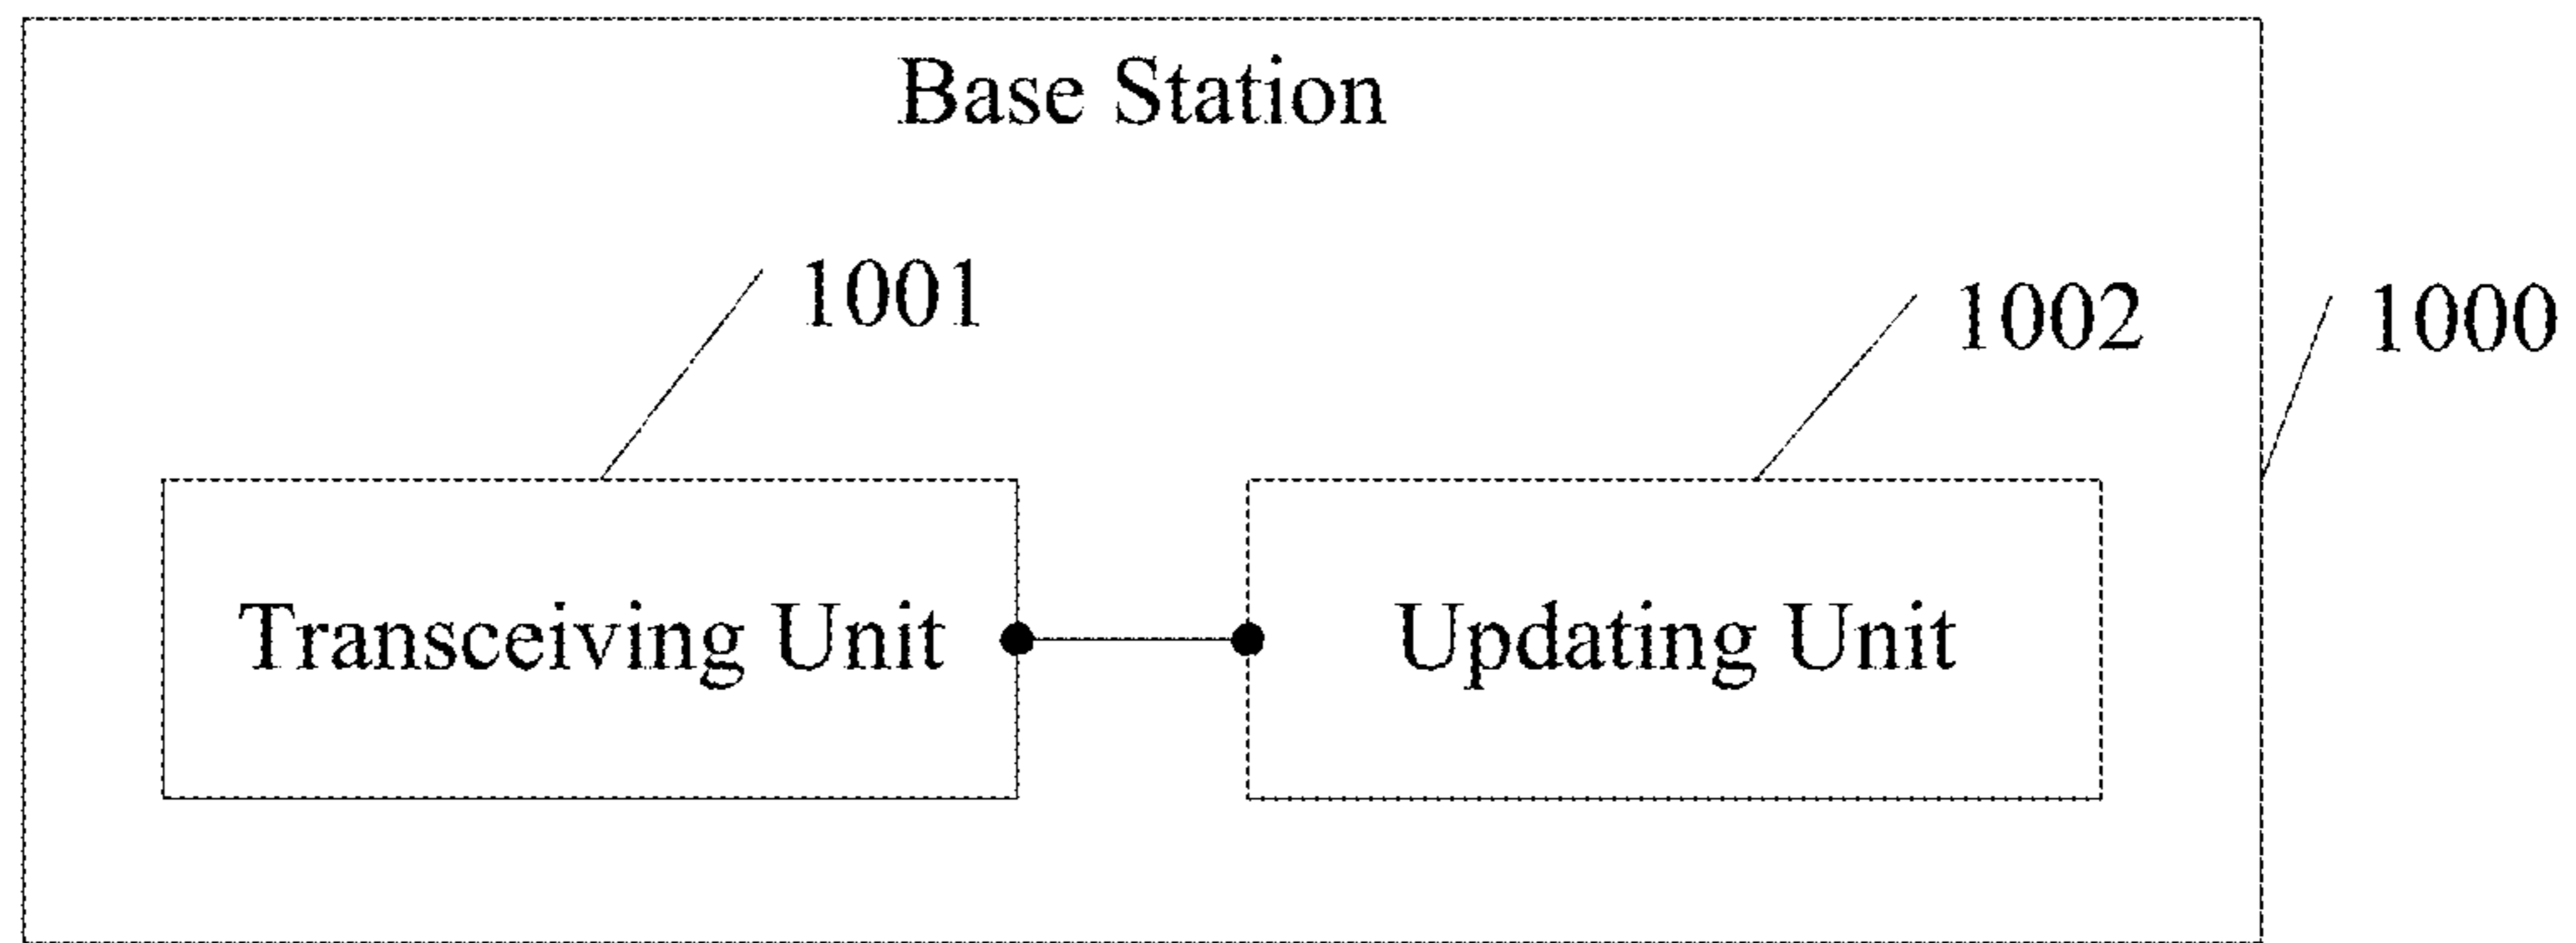 Base Station
1001
1002
1000
Transceiving Unit
Updating Unit